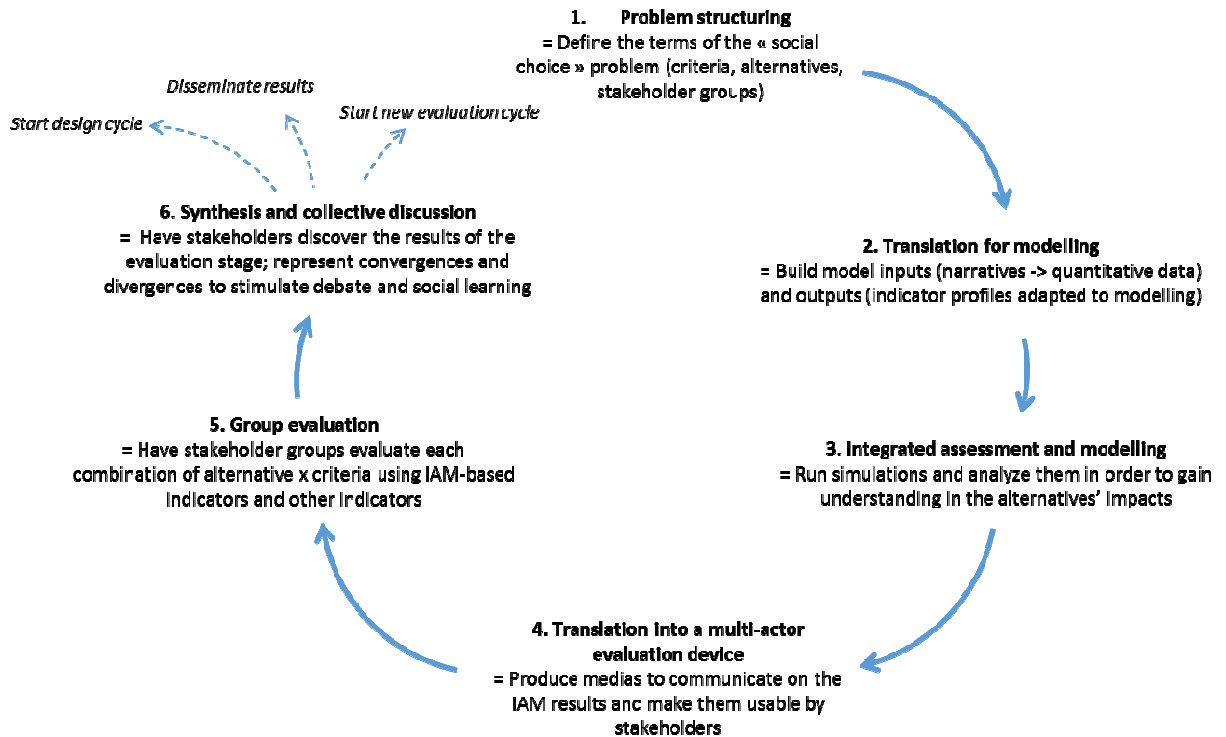 1. Problem structuring
= Define the terms of the « social
choice » problem (criteria, alternatives,
stakeholder groups)
Disseminate results
Start design cycle
Start new evaluation cycle
6. Synthesis and collective discussion
= Have stakeholders discover the results of the
evaluation stage; represent convergences and
divergences to stimulate debate and social learning
2. Translation for modelling
= Build model inputs (narratives -> quantitative data)
and outputs (indicator profiles adapted to modelling)
5. Group evaluation
= Have stakeholder groups evaluate each
combination of alternative x criteria using IAM-based
indicators and other indicators
3. Integrated assessment and modelling
= Run simulations and analyze them in order to gain
understanding in the alternatives' impacts
4. Translation into a multi-actor
evaluation device
= Produce medias to communicate on the
IAM results and make them usable by
stakeholders